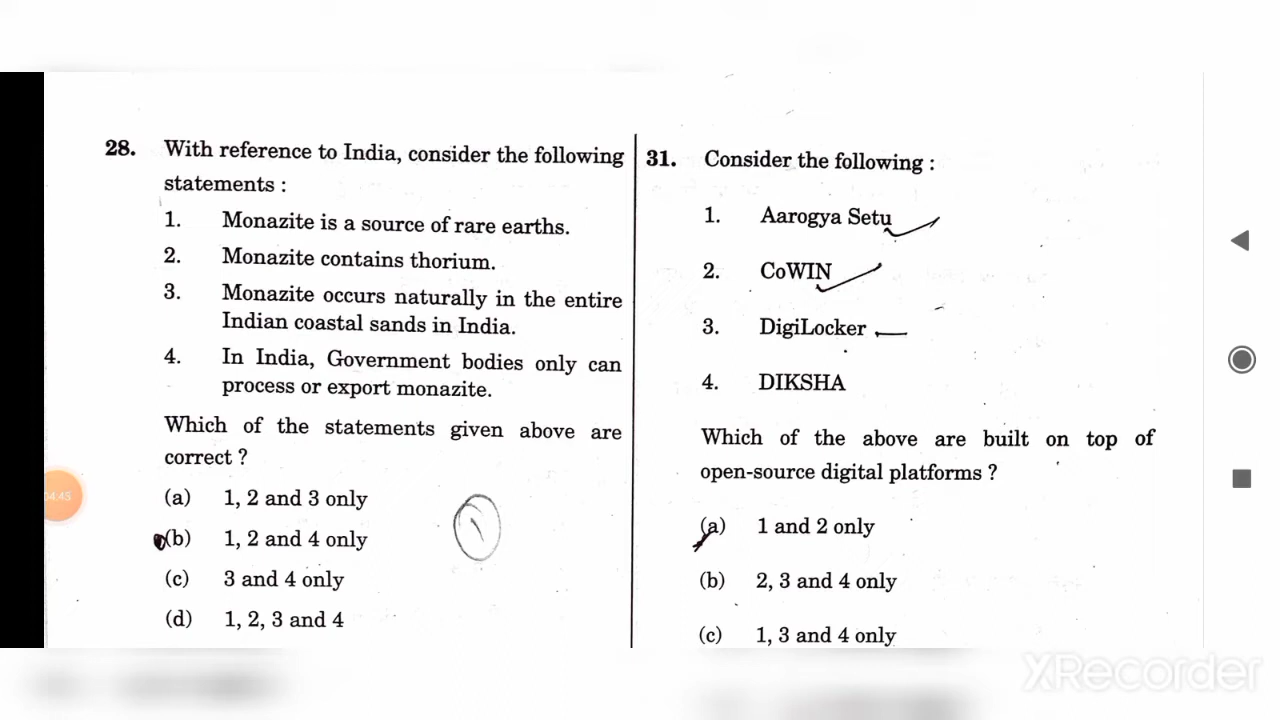 28. With reference to India, consider the following
statements :
1. Monazite is a source of rare earths.
2. Monazite contains thorium.
3. Monazite occurs naturally in the entire
Indian coastal sands in India.
4. In India, Government bodies only can
process or export monazite.
Which of the statements given above are
correct ?
(a) 1, 2 and 3 only
(b) 1, 2 and 4 only
(c) 3 and 4 only
(d) 1, 2, 3 and 4
31. Consider the following :
1. Aarogya Setu
2. CoWIN
3. DigiLocker
4. DIKSHA
Which of the above are built on top of
open-source digital platforms ?
(a) 1 and 2 only
(b) 2, 3 and 4 only
(c) 1, 3 and 4 only
04:45
XRecorder